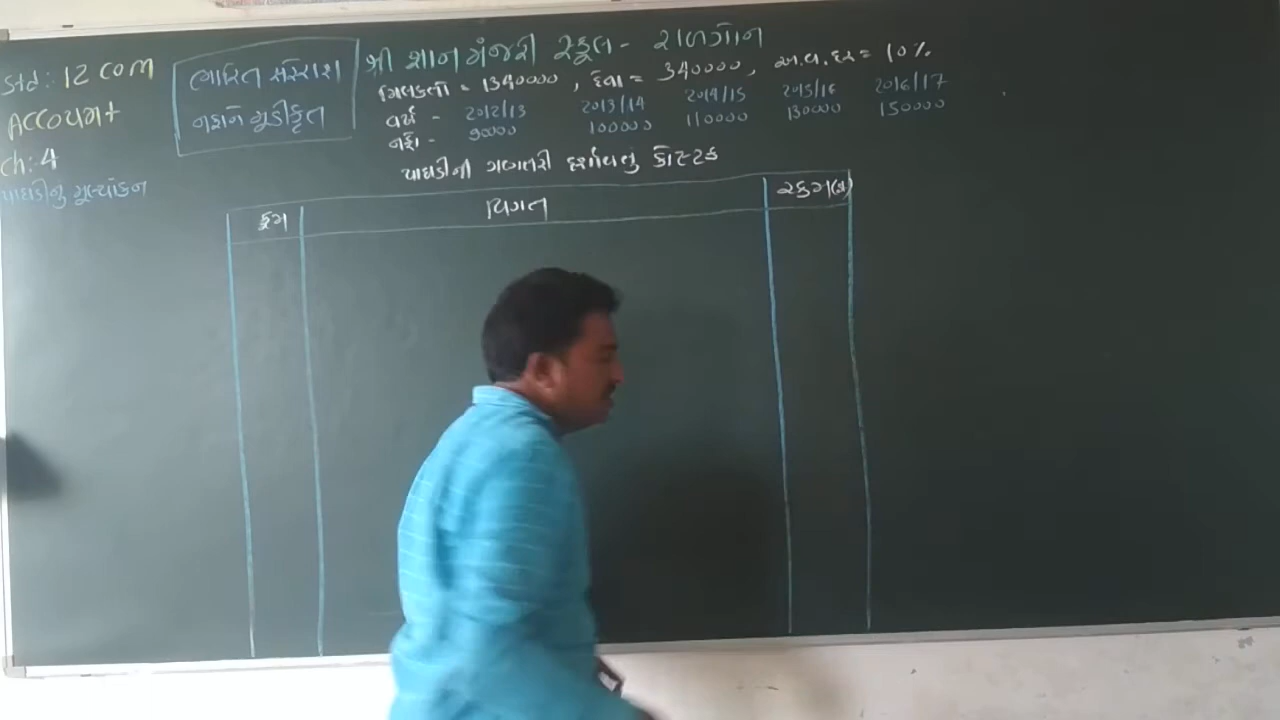 Std: 12 COM
Account
Ch: 4
પાઘડીનું મૂલ્યાંકન
ભારિત સરેરાશ
નફાને મૂડીકૃત
શ્રી જ્ઞાન મંજરી સ્કૂલ -
મિલકતો = 1340000, દેવા = 340000, અ.વ.દર = 10%
વર્ષ - 2012/13 2013/14 2014/15 2015/16 2016/17
નફો - 90000 100000 110000 130000 150000
પાઘડીની ગણતરી દર્શાવતું કોષ્ટક
ક્રમ વિગત રકમ(₹)